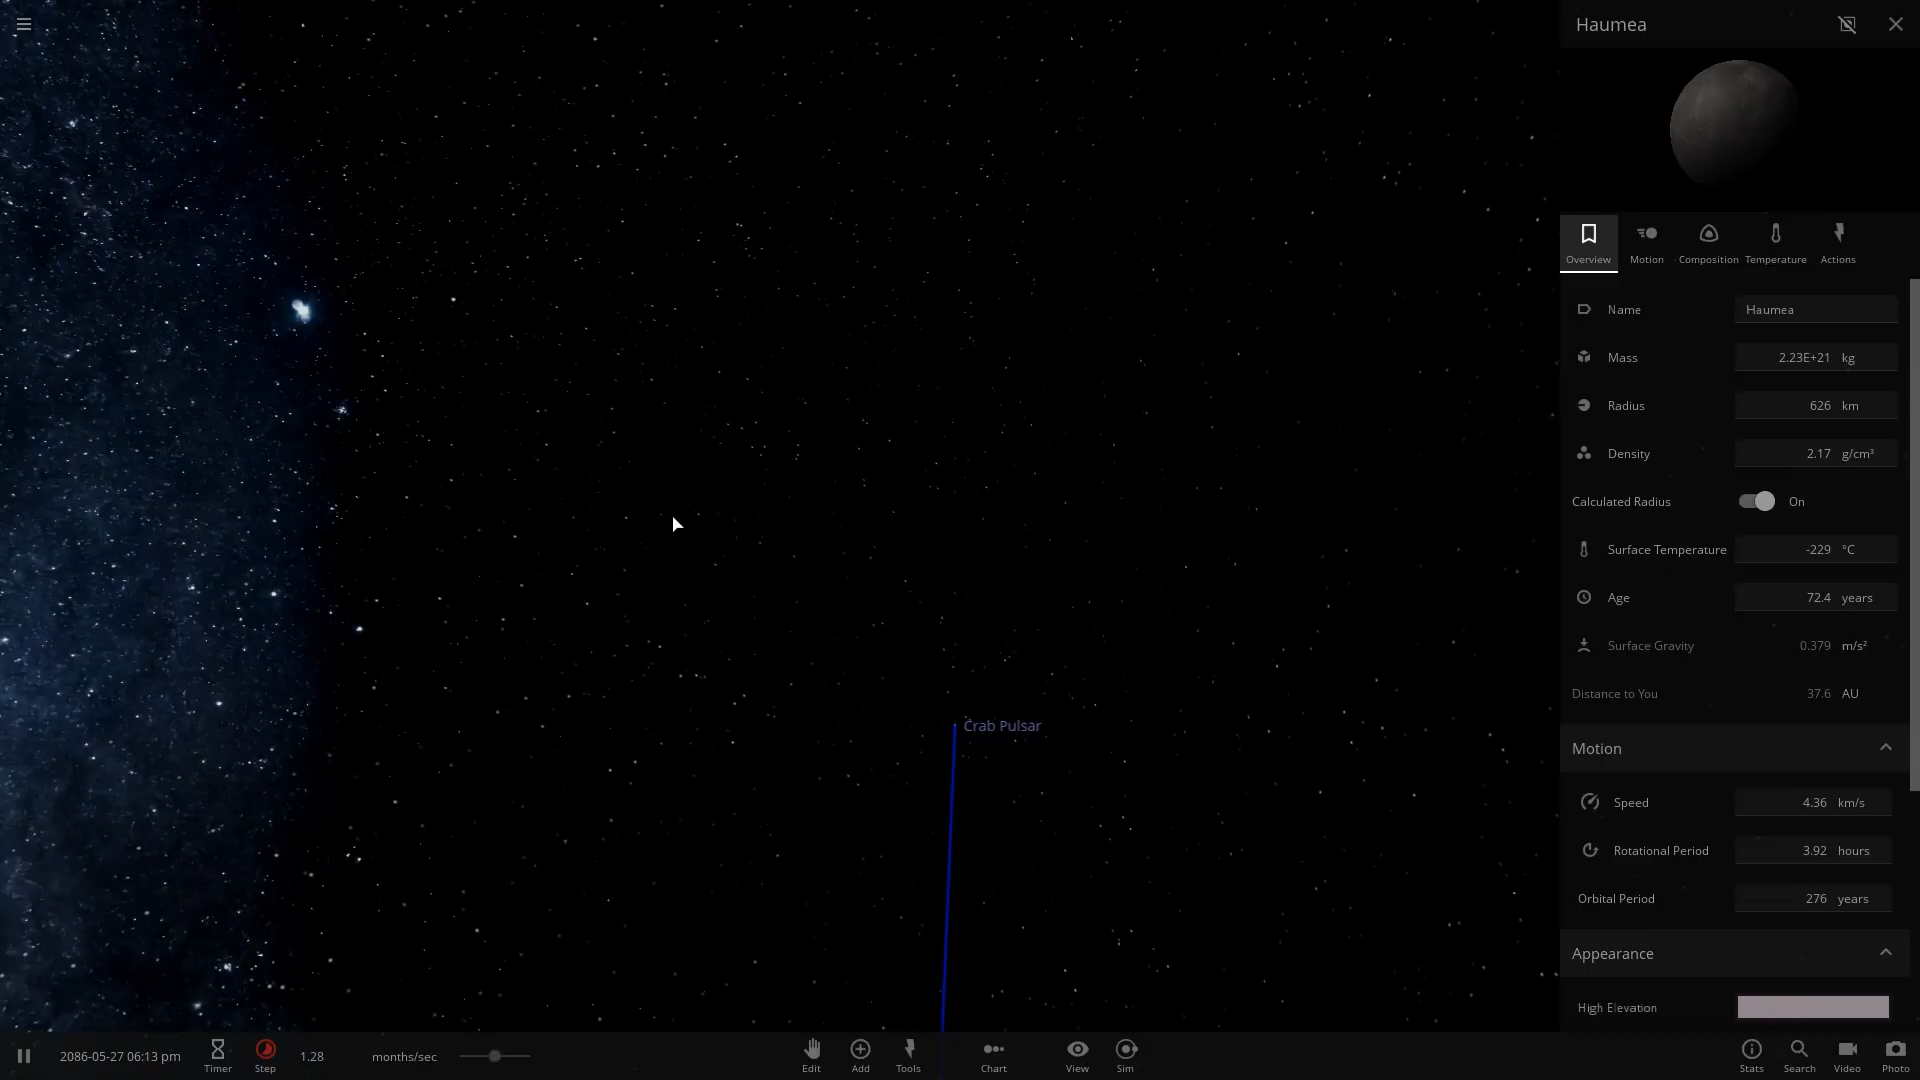 Haumea
Overview
Motion
Composition
Temperature
Actions
Name Haumea
Mass 2.23E+21 kg
Radius 626 km
Density 2.17 g/cm³
Calculated Radius On
Surface Temperature -229 °C
Age 72.4 years
Surface Gravity 0.379 m/s²
Distance to You 37.6 AU
Crab Pulsar
Motion
Speed 4.36 km/s
Rotational Period 3.92 hours
Orbital Period 276 years
Appearance
High Elevation
2086-05-27 06:13 pm
Timer
Step
1.28 months/sec
Edit
Add
Tools
Chart
View
Sim
Stats
Search
Video
Photo